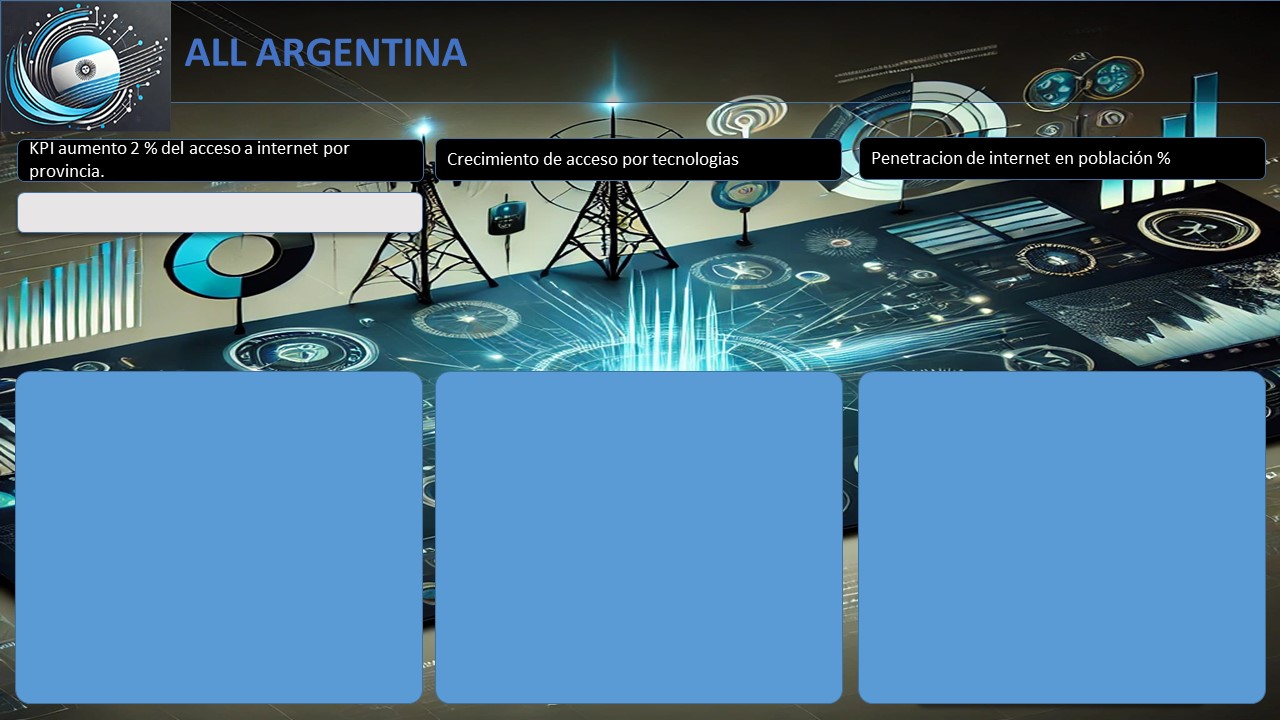 ALL ARGENTINA
KPI aumento 2 % del acceso a internet por
provincia.
Crecimiento de acceso por tecnologias
Penetracion de internet en población %